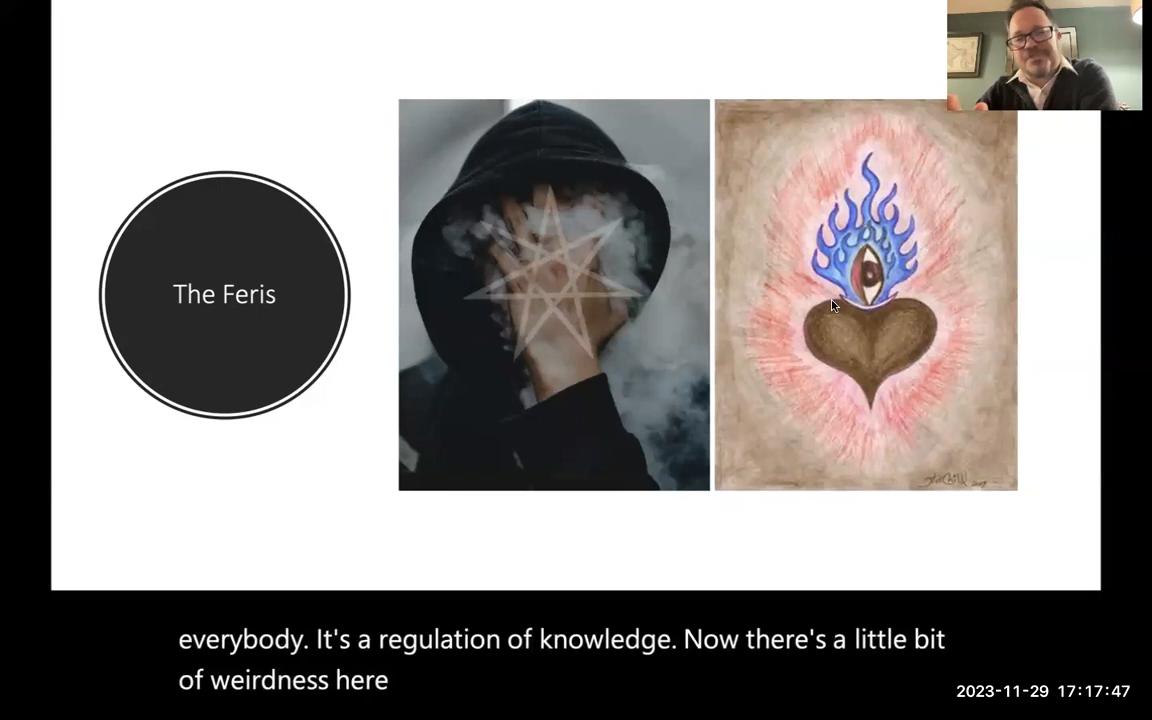 The Feris
everybody. It's a regulation of knowledge. Now there's a little bit
of weirdness here
2023-11-29 17:17:47